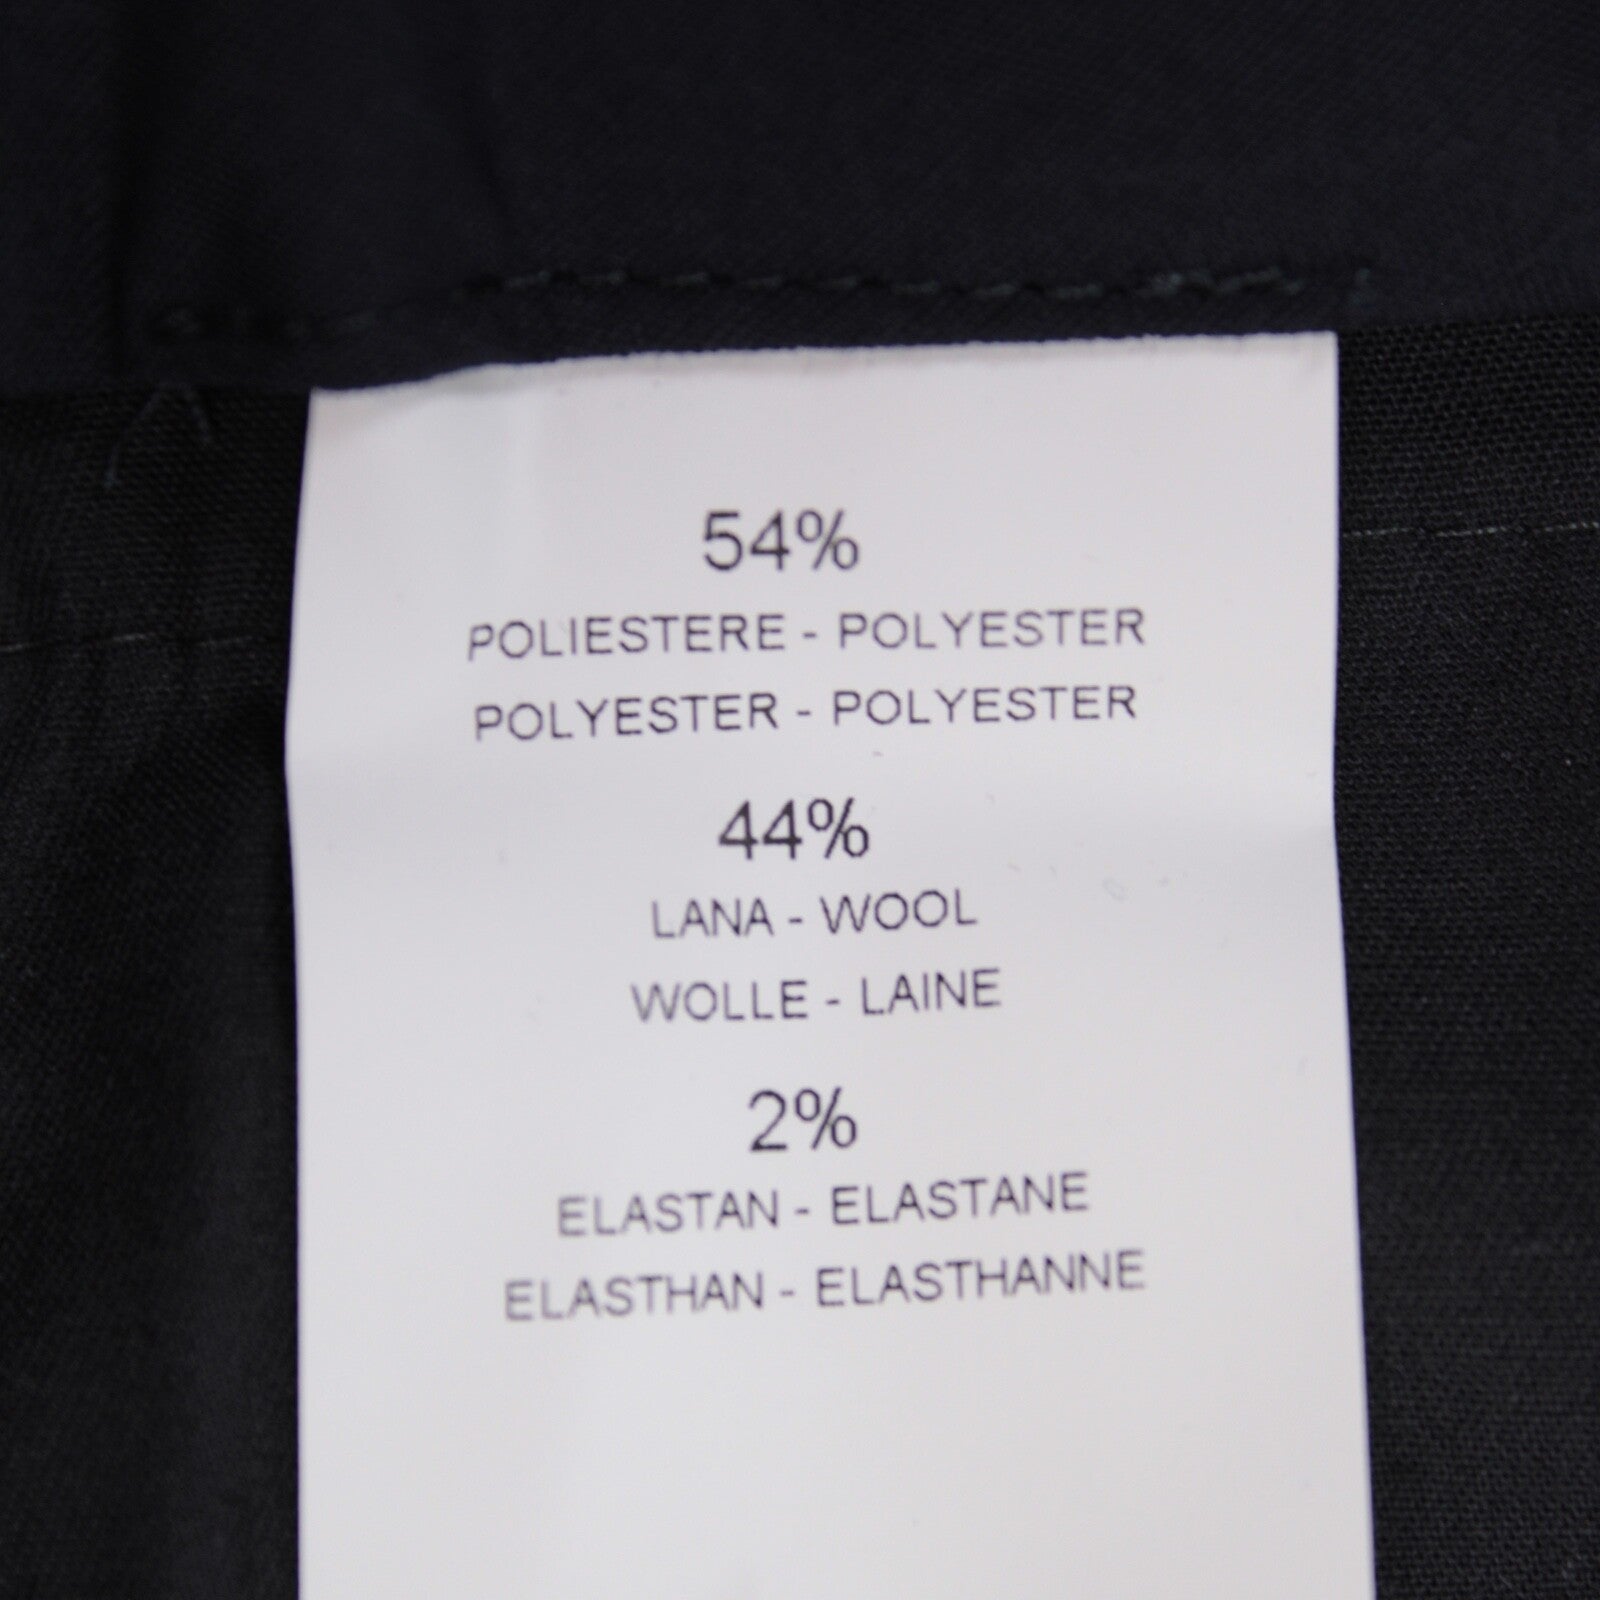 54%
POLIESTERE - POLYESTER
POLYESTER - POLYESTER
44%
LANA - WOOL
WOLLE - LAINE
2%
ELASTAN - ELASTANE
ELASTHAN - ELASTHANNE